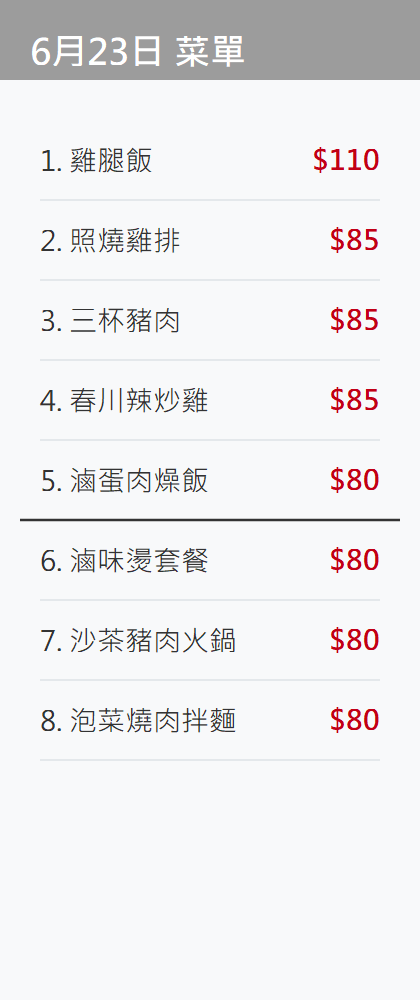 6月23日 菜單
1. 雞腿飯 $110
2. 照燒雞排 $85
3. 三杯豬肉 $85
4. 春川辣炒雞 $85
5. 滷蛋肉燥飯 $80
6. 滷味燙套餐 $80
7. 沙茶豬肉火鍋 $80
8. 泡菜燒肉拌麵 $80